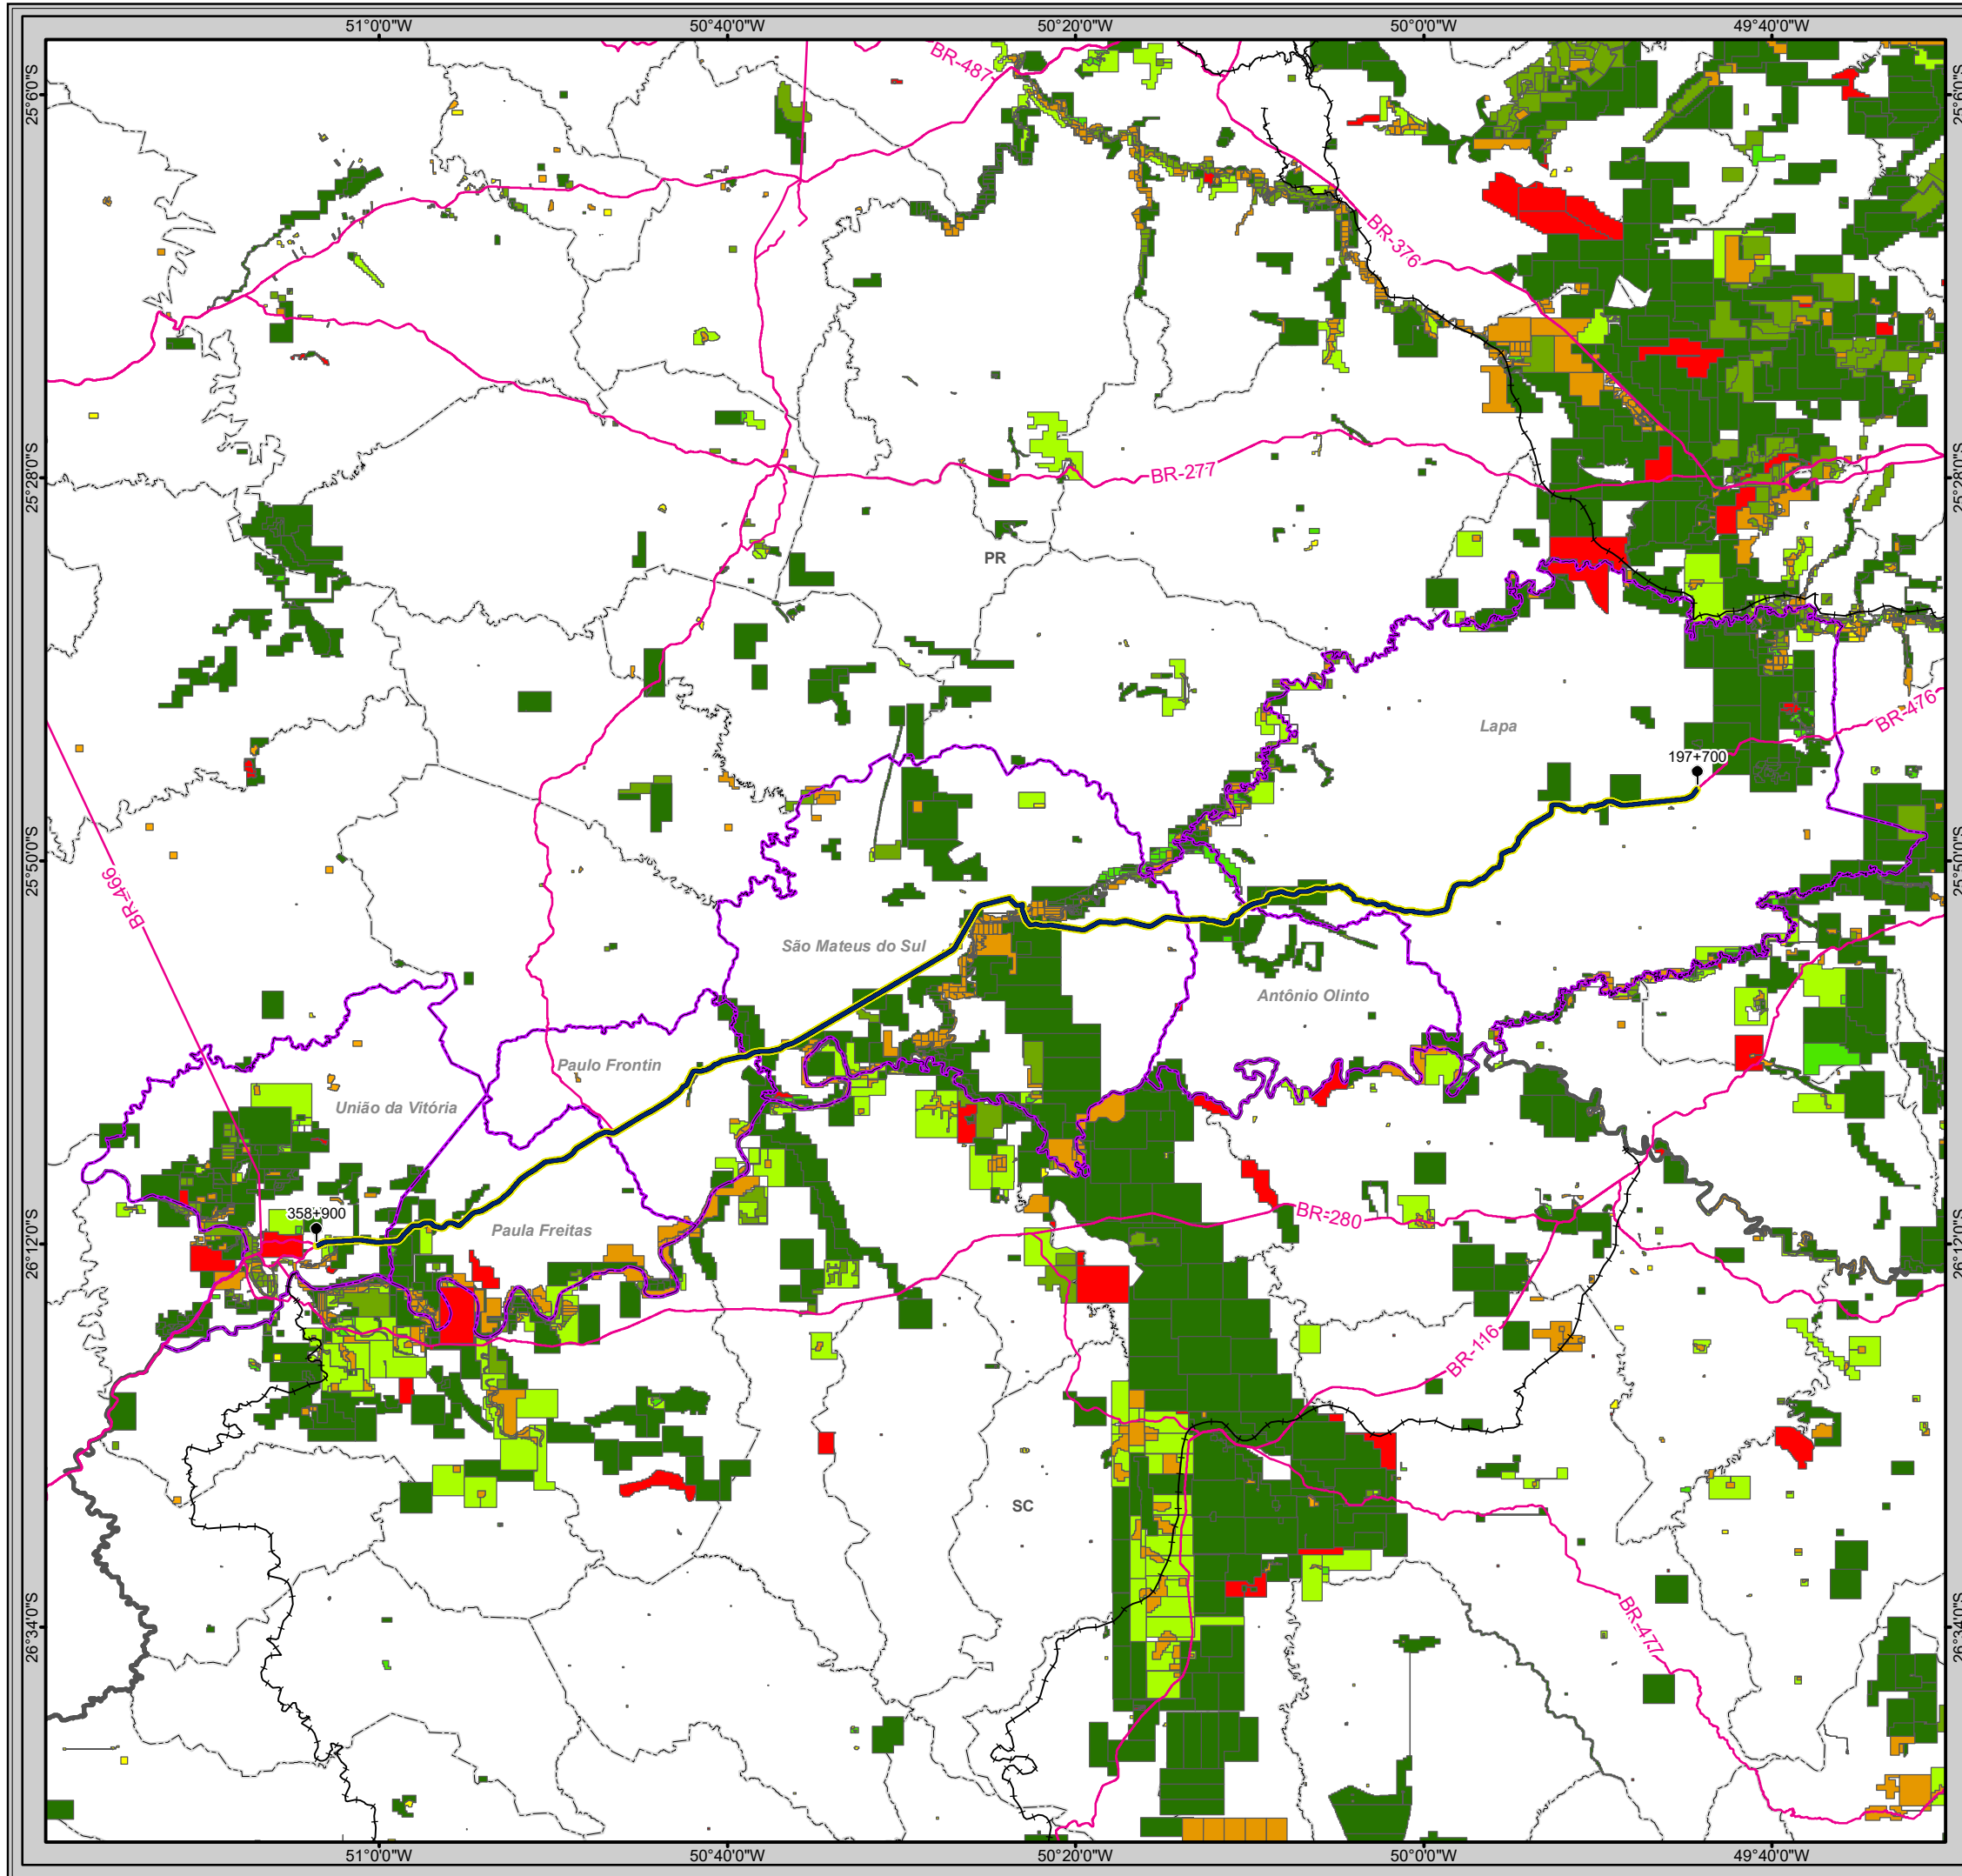 51°0'0"W 50°40'0"W 50°20'0"W 50°0'0"W 49°40'0"W
25°6'0"S
25°6'0"S
BR-487
BR-376
25°28'0"S
25°28'0"S
BR-277
PR
Lapa
BR-476
197+700
25°50'0"S
25°50'0"S
BR-466
São Mateus do Sul
Antônio Olinto
Paulo Frontin
União da Vitória
358+900
Paula Freitas
BR-280
26°12'0"S
26°12'0"S
BR-116
SC
26°34'0"S
26°34'0"S
BR-477
51°0'0"W 50°40'0"W 50°20'0"W 50°0'0"W 49°40'0"W